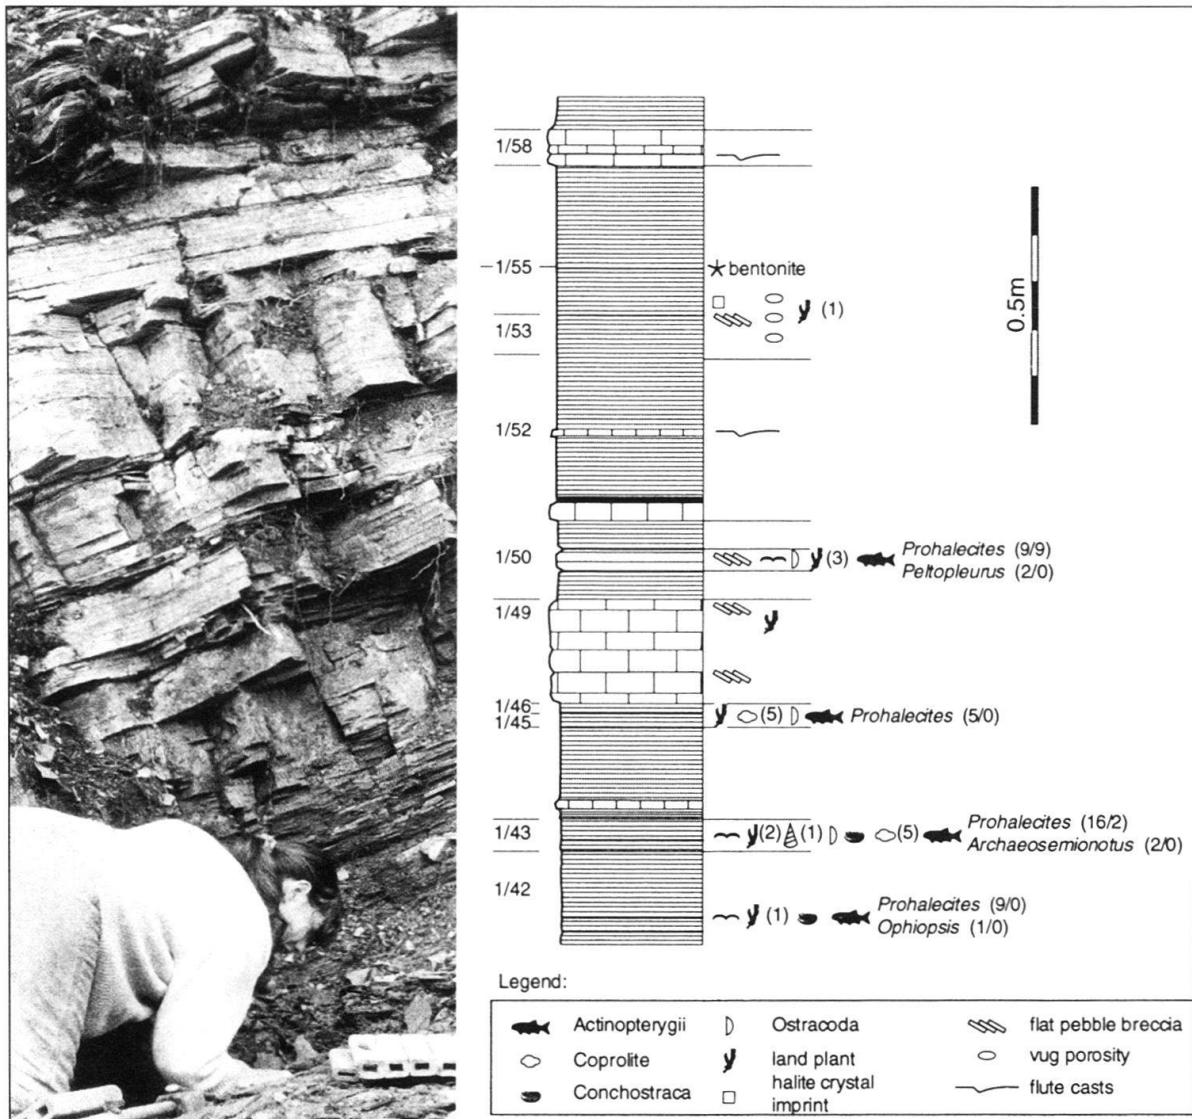 1/58
1/55
bentonite
(1)
1/53
0.5m
1/52
1/50
(3)
Prohalecites (9/9)
Peltopleurus (2/0)
1/49
1/46
1/45
(5)
Prohalecites (5/0)
1/43
(2) (1) (5)
Prohalecites (16/2)
Archaeosemionotus (2/0)
1/42
(1)
Prohalecites (9/0)
Ophiopsis (1/0)
Legend:
Actinopterygii
Ostracoda
flat pebble breccia
Coprolite
land plant
vug porosity
Conchostraca
halite crystal
imprint
flute casts